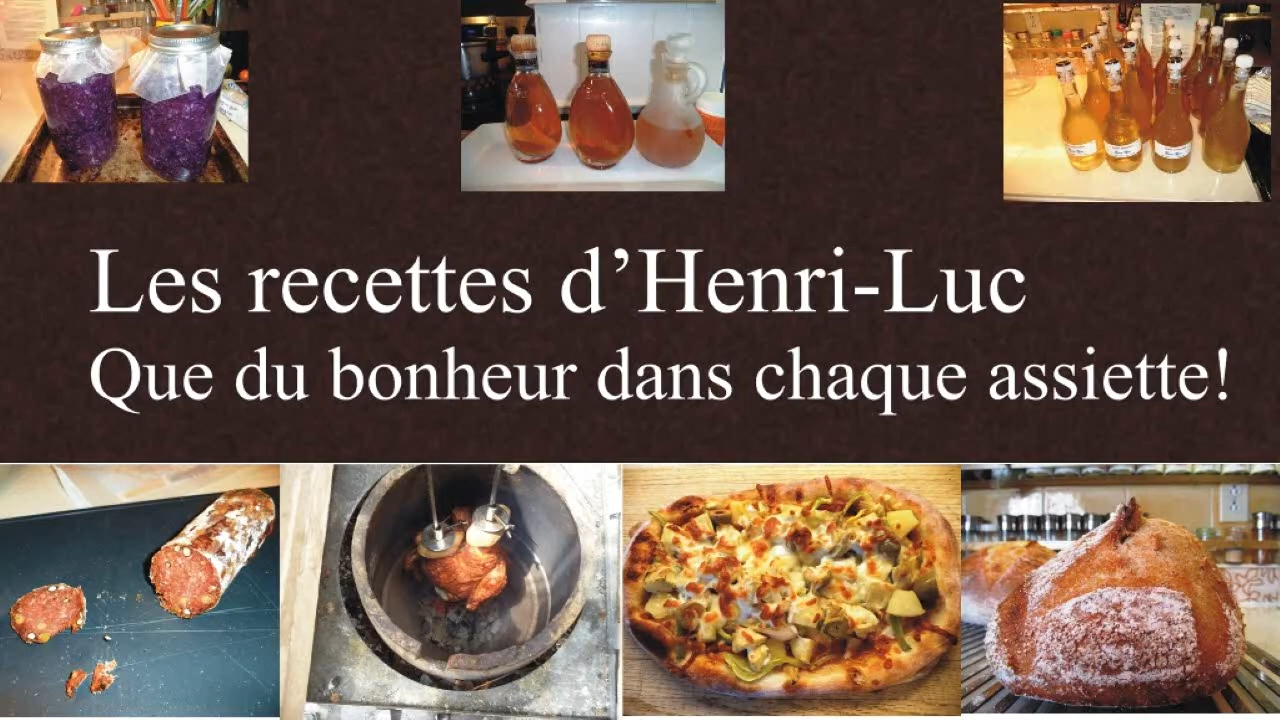 Les recettes d’Henri-Luc
Que du bonheur dans chaque assiette!